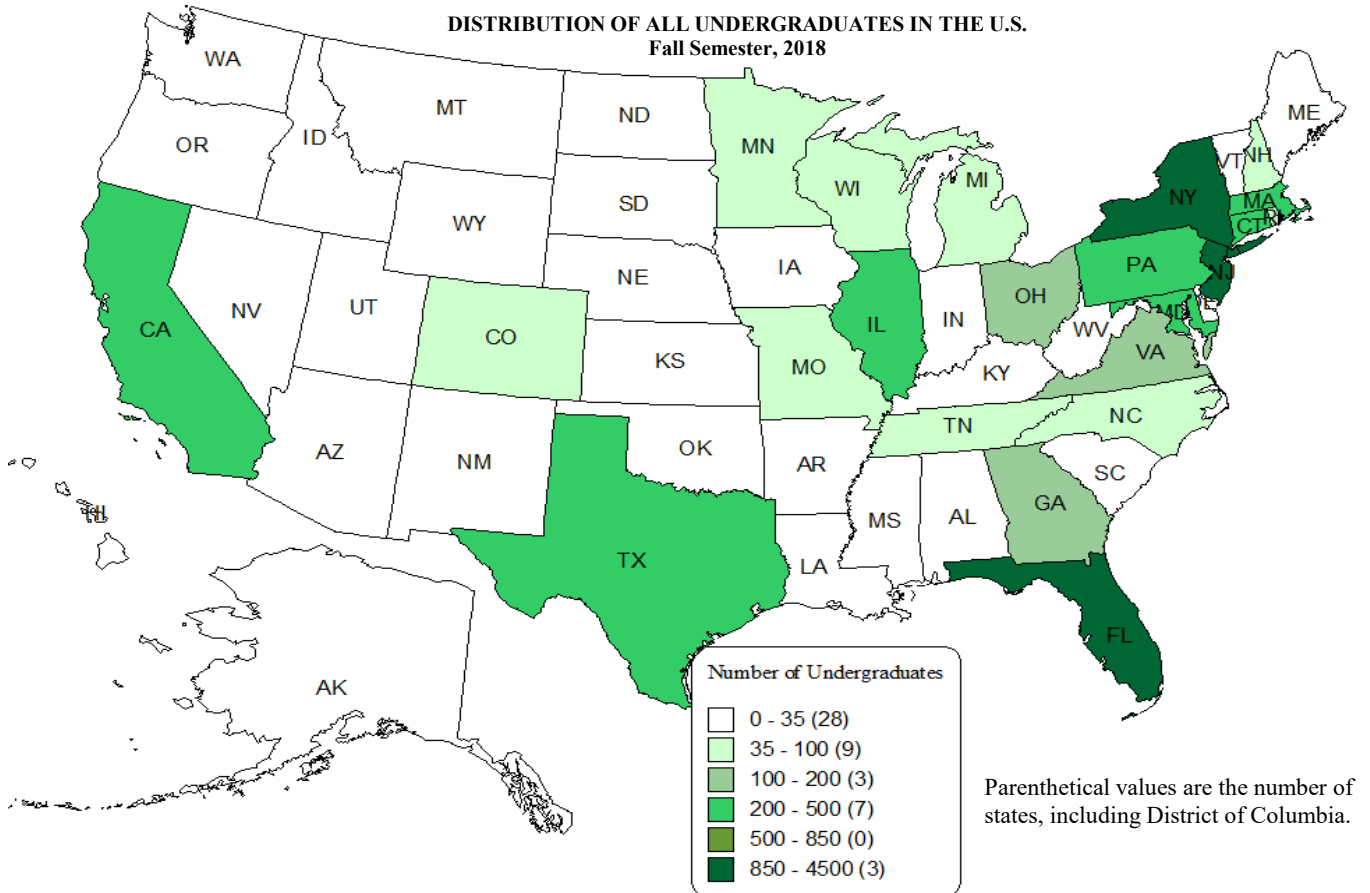 DISTRIBUTION OF ALL UNDERGRADUATES IN THE U.S.
Fall Semester, 2018
WA
MT
ND
ME
OR
ID
MN
VT
NH
SD
WI
MI
NY
MA
WY
CT
IA
PA
NE
OH
NJ
NV
UT
IL
IN
MD
CA
CO
WV
VA
KS
MO
KY
TN
NC
AZ
NM
OK
AR
SC
GA
HI
MS
AL
TX
LA
FL
AK
Number of Undergraduates
0 - 35 (28)
35 - 100 (9)
100 - 200 (3)
200 - 500 (7)
500 - 850 (0)
850 - 4500 (3)
Parenthetical values are the number of
states, including District of Columbia.